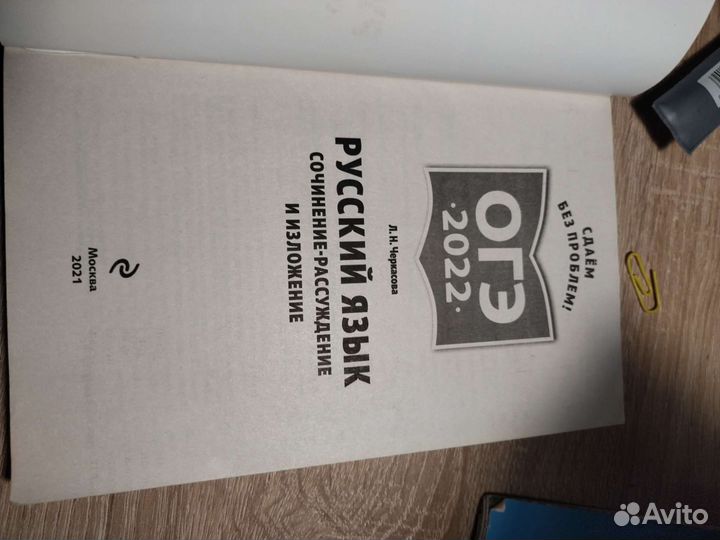 СДАЁМ
БЕЗ ПРОБЛЕМ!
ОГЭ
·2022·
Л. Н. Черкасова
РУССКИЙ ЯЗЫК
СОЧИНЕНИЕ-РАССУЖДЕНИЕ
И ИЗЛОЖЕНИЕ
Москва
2021
Avito